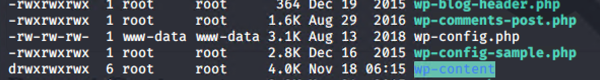 -rwxrwxrwx 1 root root 364 Dec 19 2015 wp-blog-header.php
-rwxrwxrwx 1 root root 1.6K Aug 29 2016 wp-comments-post.php
-rw-rw-rw- 1 www-data www-data 3.1K Aug 13 2018 wp-config.php
-rwxrwxrwx 1 root root 2.8K Dec 16 2015 wp-config-sample.php
drwxrwxrwx 6 root root 4.0K Nov 18 06:15 wp-content